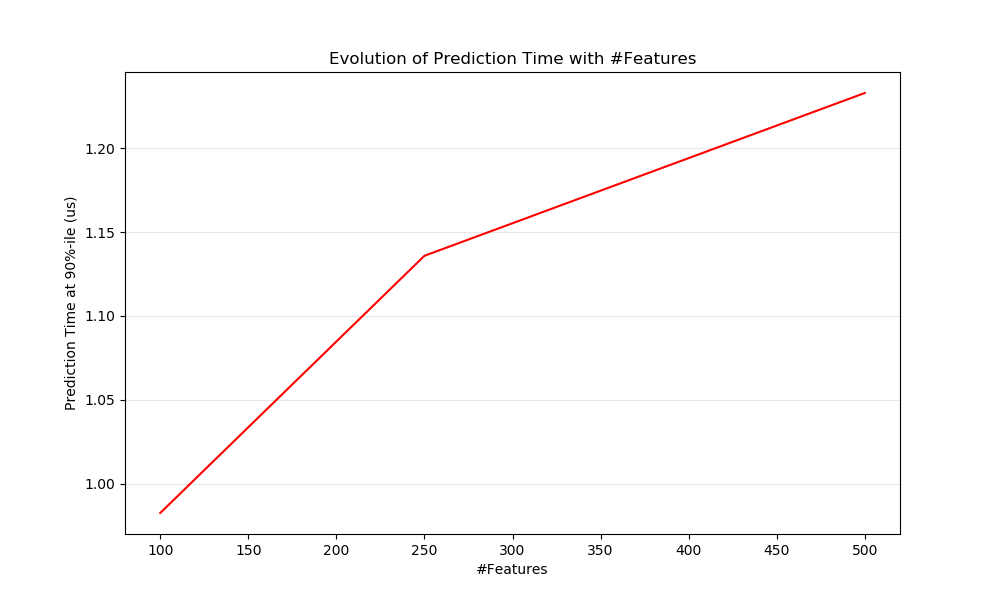 Evolution of Prediction Time with #Features
Prediction Time at 90%-ile (us)
1.20
1.15
1.10
1.05
1.00
100 150 200 250 300 350 400 450 500
#Features